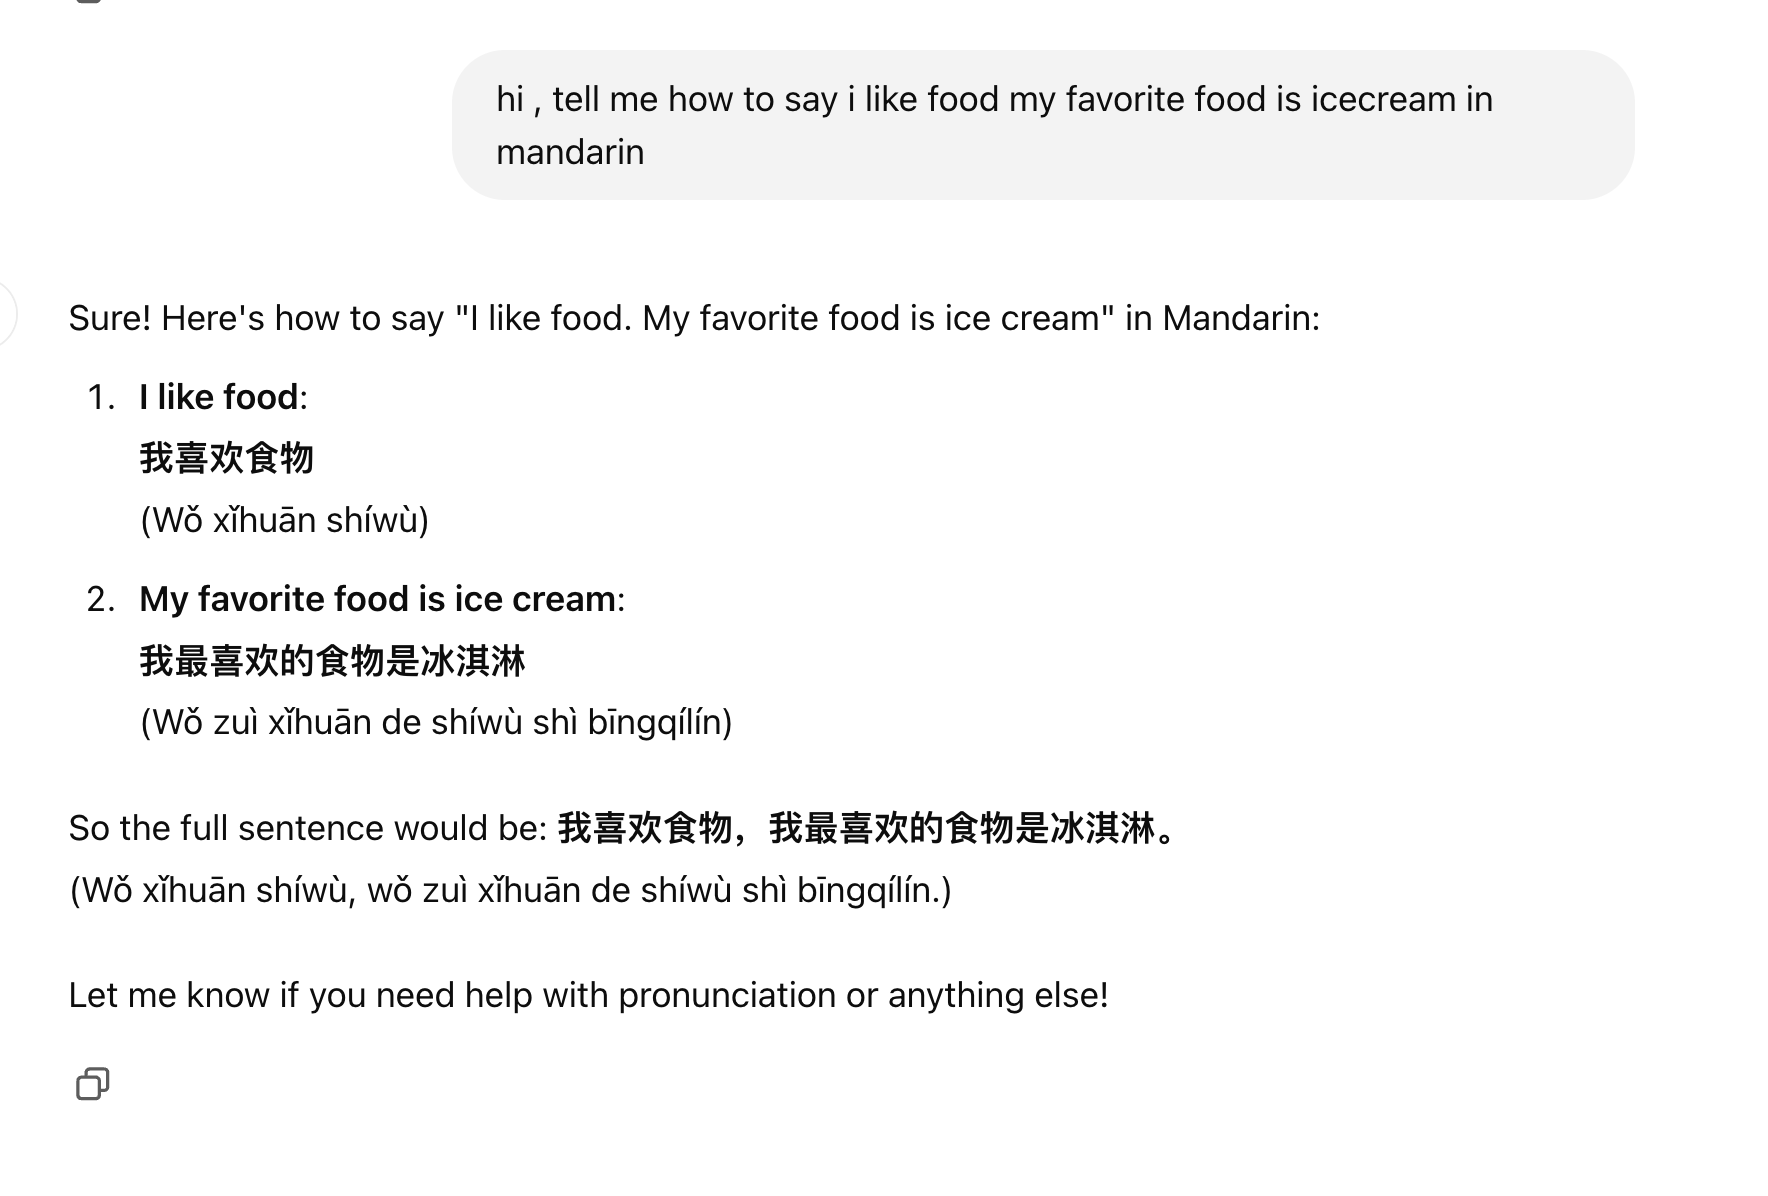 hi , tell me how to say i like food my favorite food is icecream in
mandarin
Sure! Here's how to say "I like food. My favorite food is ice cream" in Mandarin:
1. I like food:
我喜欢食物
(Wǒ xǐhuān shíwù)
2. My favorite food is ice cream:
我最喜欢的食物是冰淇淋
(Wǒ zuì xǐhuān de shíwù shì bīngqílín)
So the full sentence would be: 我喜欢食物，我最喜欢的食物是冰淇淋。
(Wǒ xǐhuān shíwù, wǒ zuì xǐhuān de shíwù shì bīngqílín.)
Let me know if you need help with pronunciation or anything else!